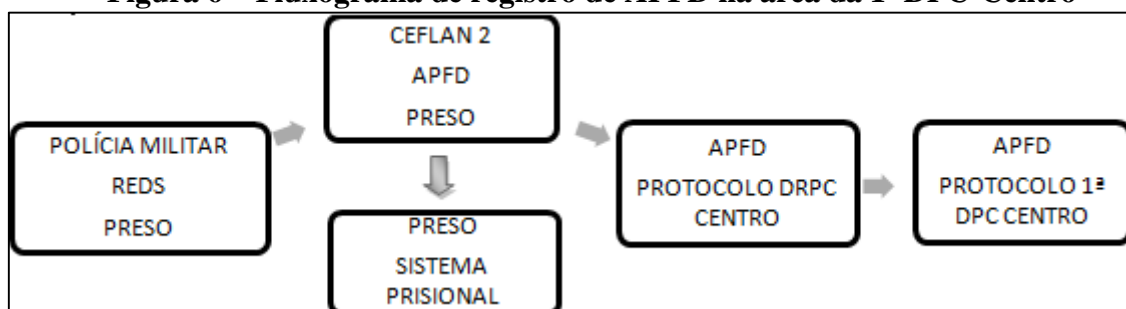 Figura 6 – Fluxograma de registro de APFD na área da 1ª DPC Centro
POLÍCIA MILITAR
REDS
PRESO
CEFLAN 2
APFD
PRESO
PRESO
SISTEMA
PRISIONAL
APFD
PROTOCOLO DRPC
CENTRO
APFD
PROTOCOLO 1ª
DPC CENTRO